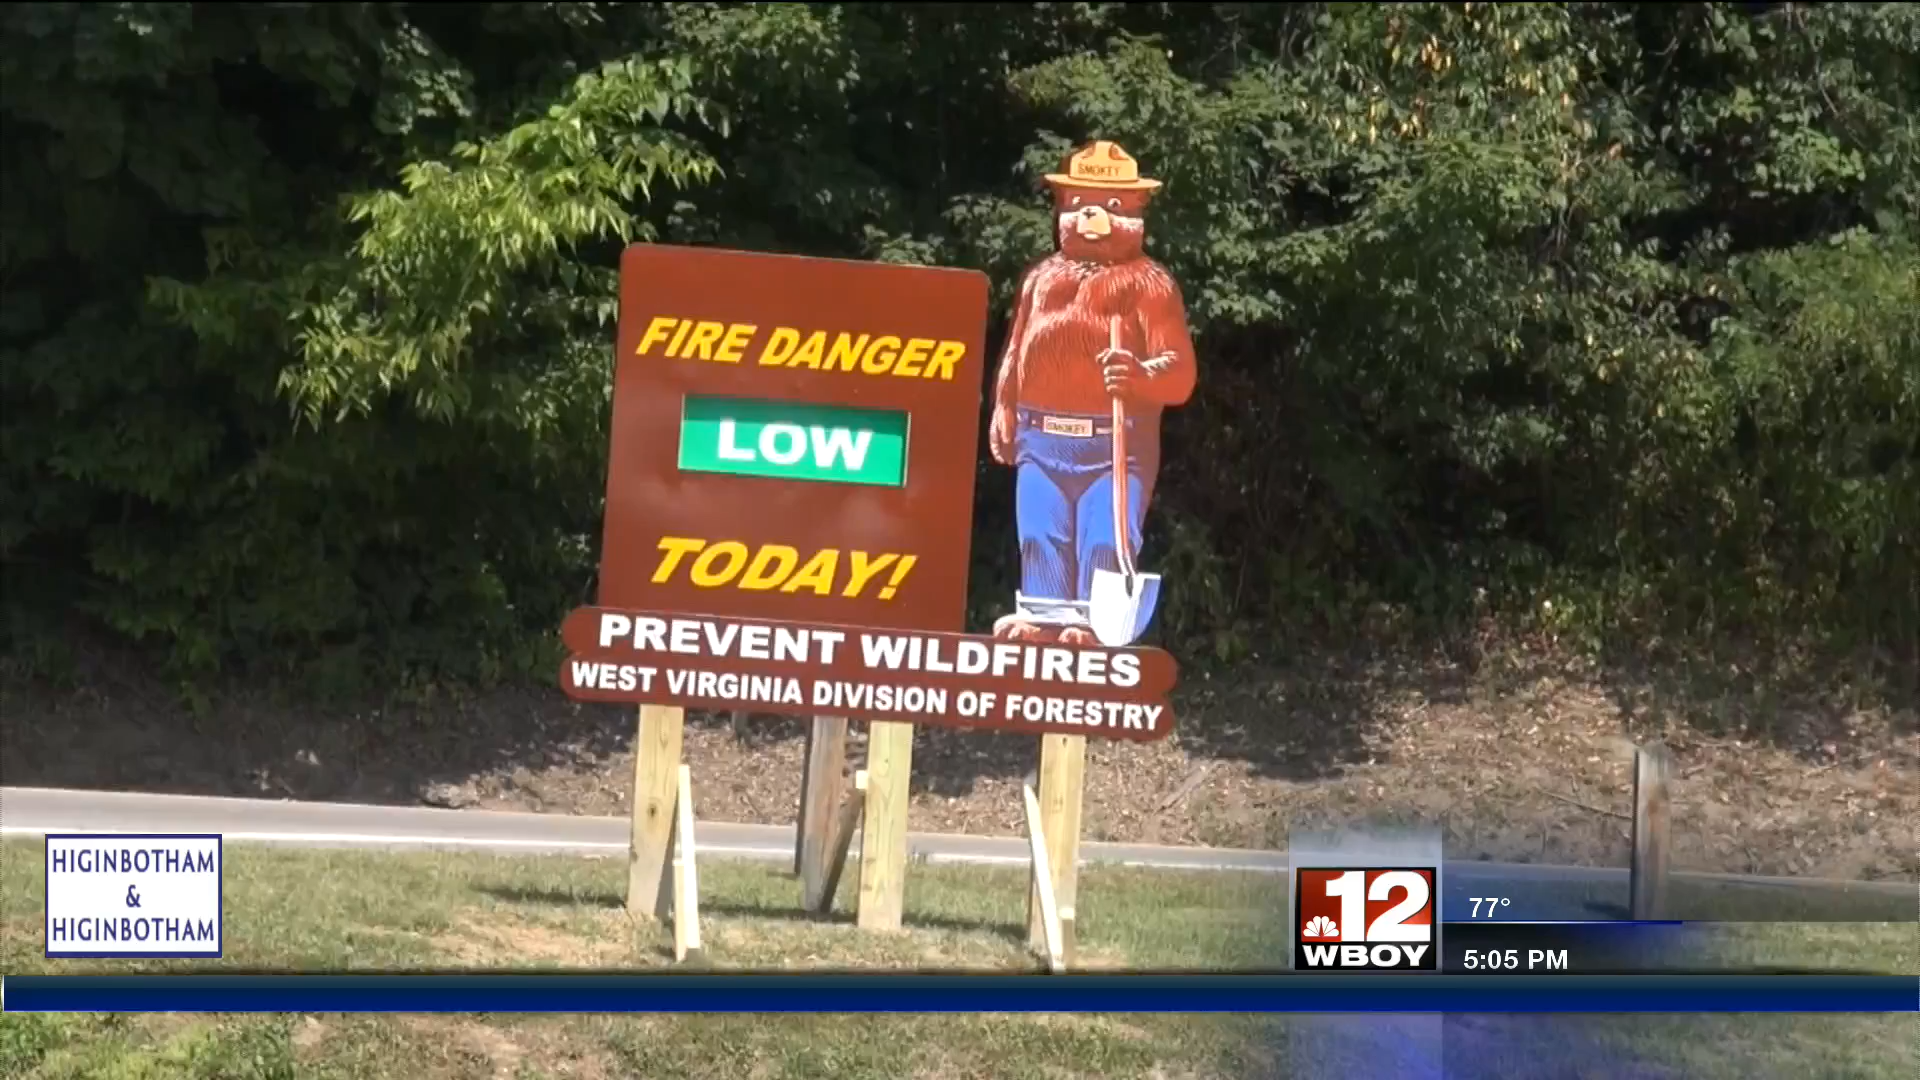 SMOKEY
FIRE DANGER
LOW
TODAY!
SMOKEY
PREVENT WILDFIRES
WEST VIRGINIA DIVISION OF FORESTRY
HIGINBOTHAM
&
HIGINBOTHAM
12
WBOY
77°
5:05 PM